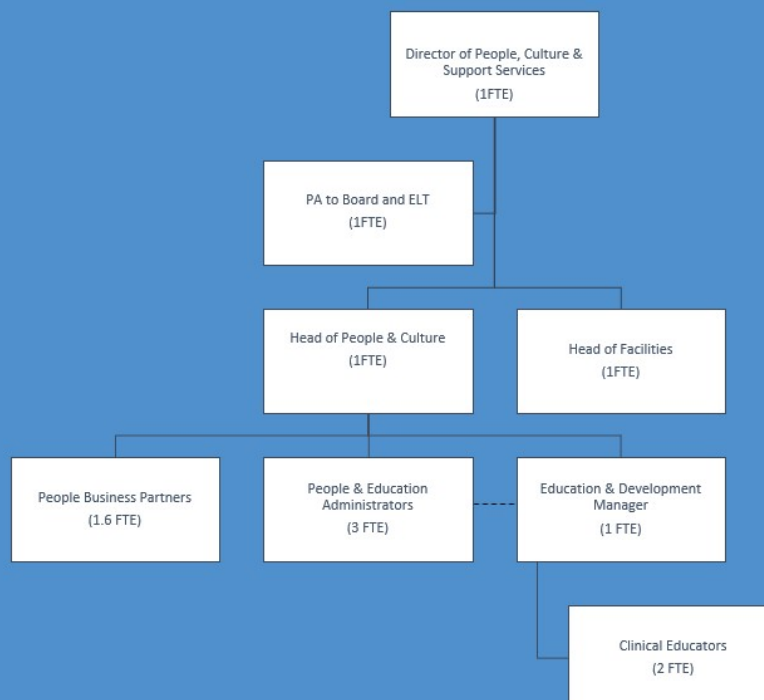 Director of People, Culture &
Support Services
(1FTE)
PA to Board and ELT
(1FTE)
Head of People & Culture
(1FTE)
Head of Facilities
(1FTE)
People Business Partners
(1.6 FTE)
People & Education
Administrators
(3 FTE)
Education & Development
Manager
(1 FTE)
Clinical Educators
(2 FTE)